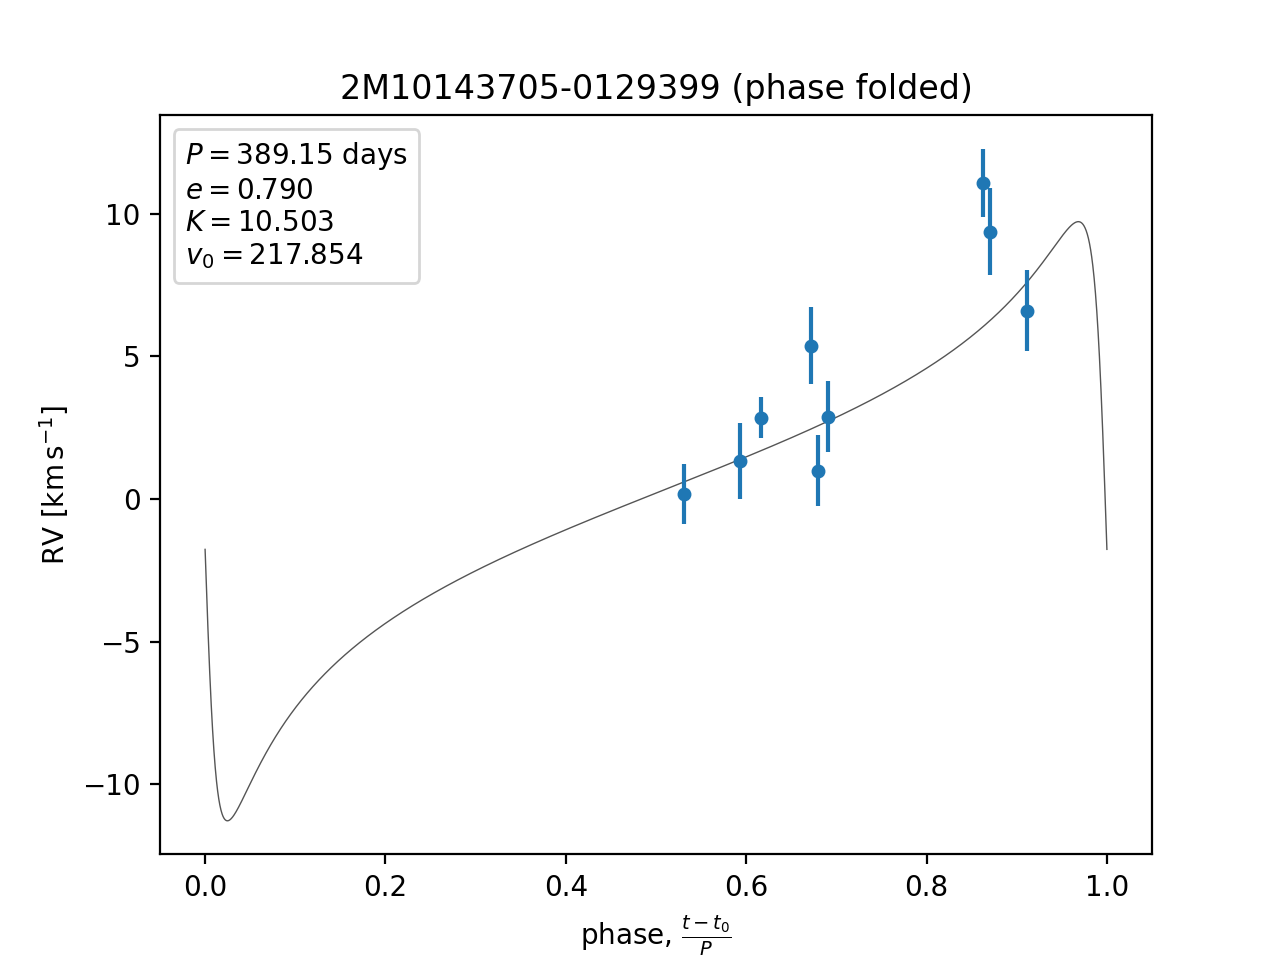 2M10143705-0129399 (phase folded)
P = 389.15 days
e = 0.790
K = 10.503
v₀ = 217.854
RV [km s⁻¹]
10
5
0
−5
−10
0.0 0.2 0.4 0.6 0.8 1.0
phase, (t − t₀)/P